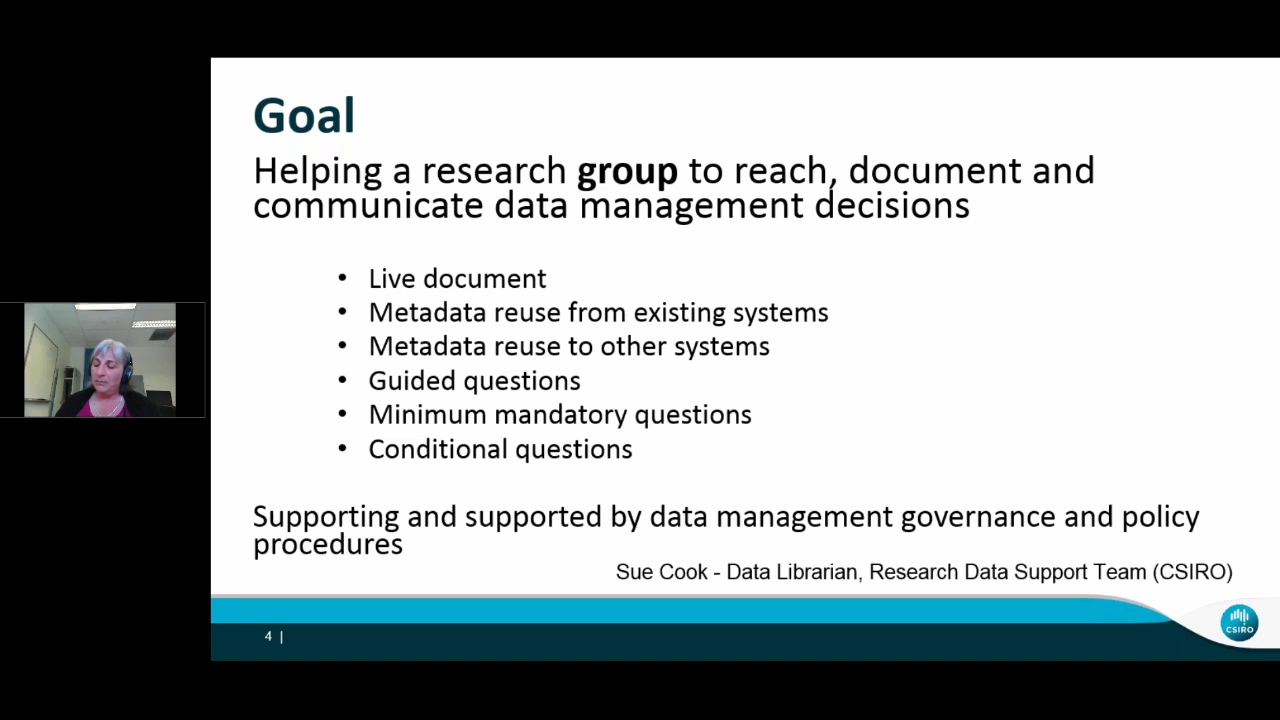 Goal
Helping a research group to reach, document and
communicate data management decisions
• Live document
• Metadata reuse from existing systems
• Metadata reuse to other systems
• Guided questions
• Minimum mandatory questions
• Conditional questions
Supporting and supported by data management governance and policy
procedures
Sue Cook - Data Librarian, Research Data Support Team (CSIRO)
4 |
CSIRO